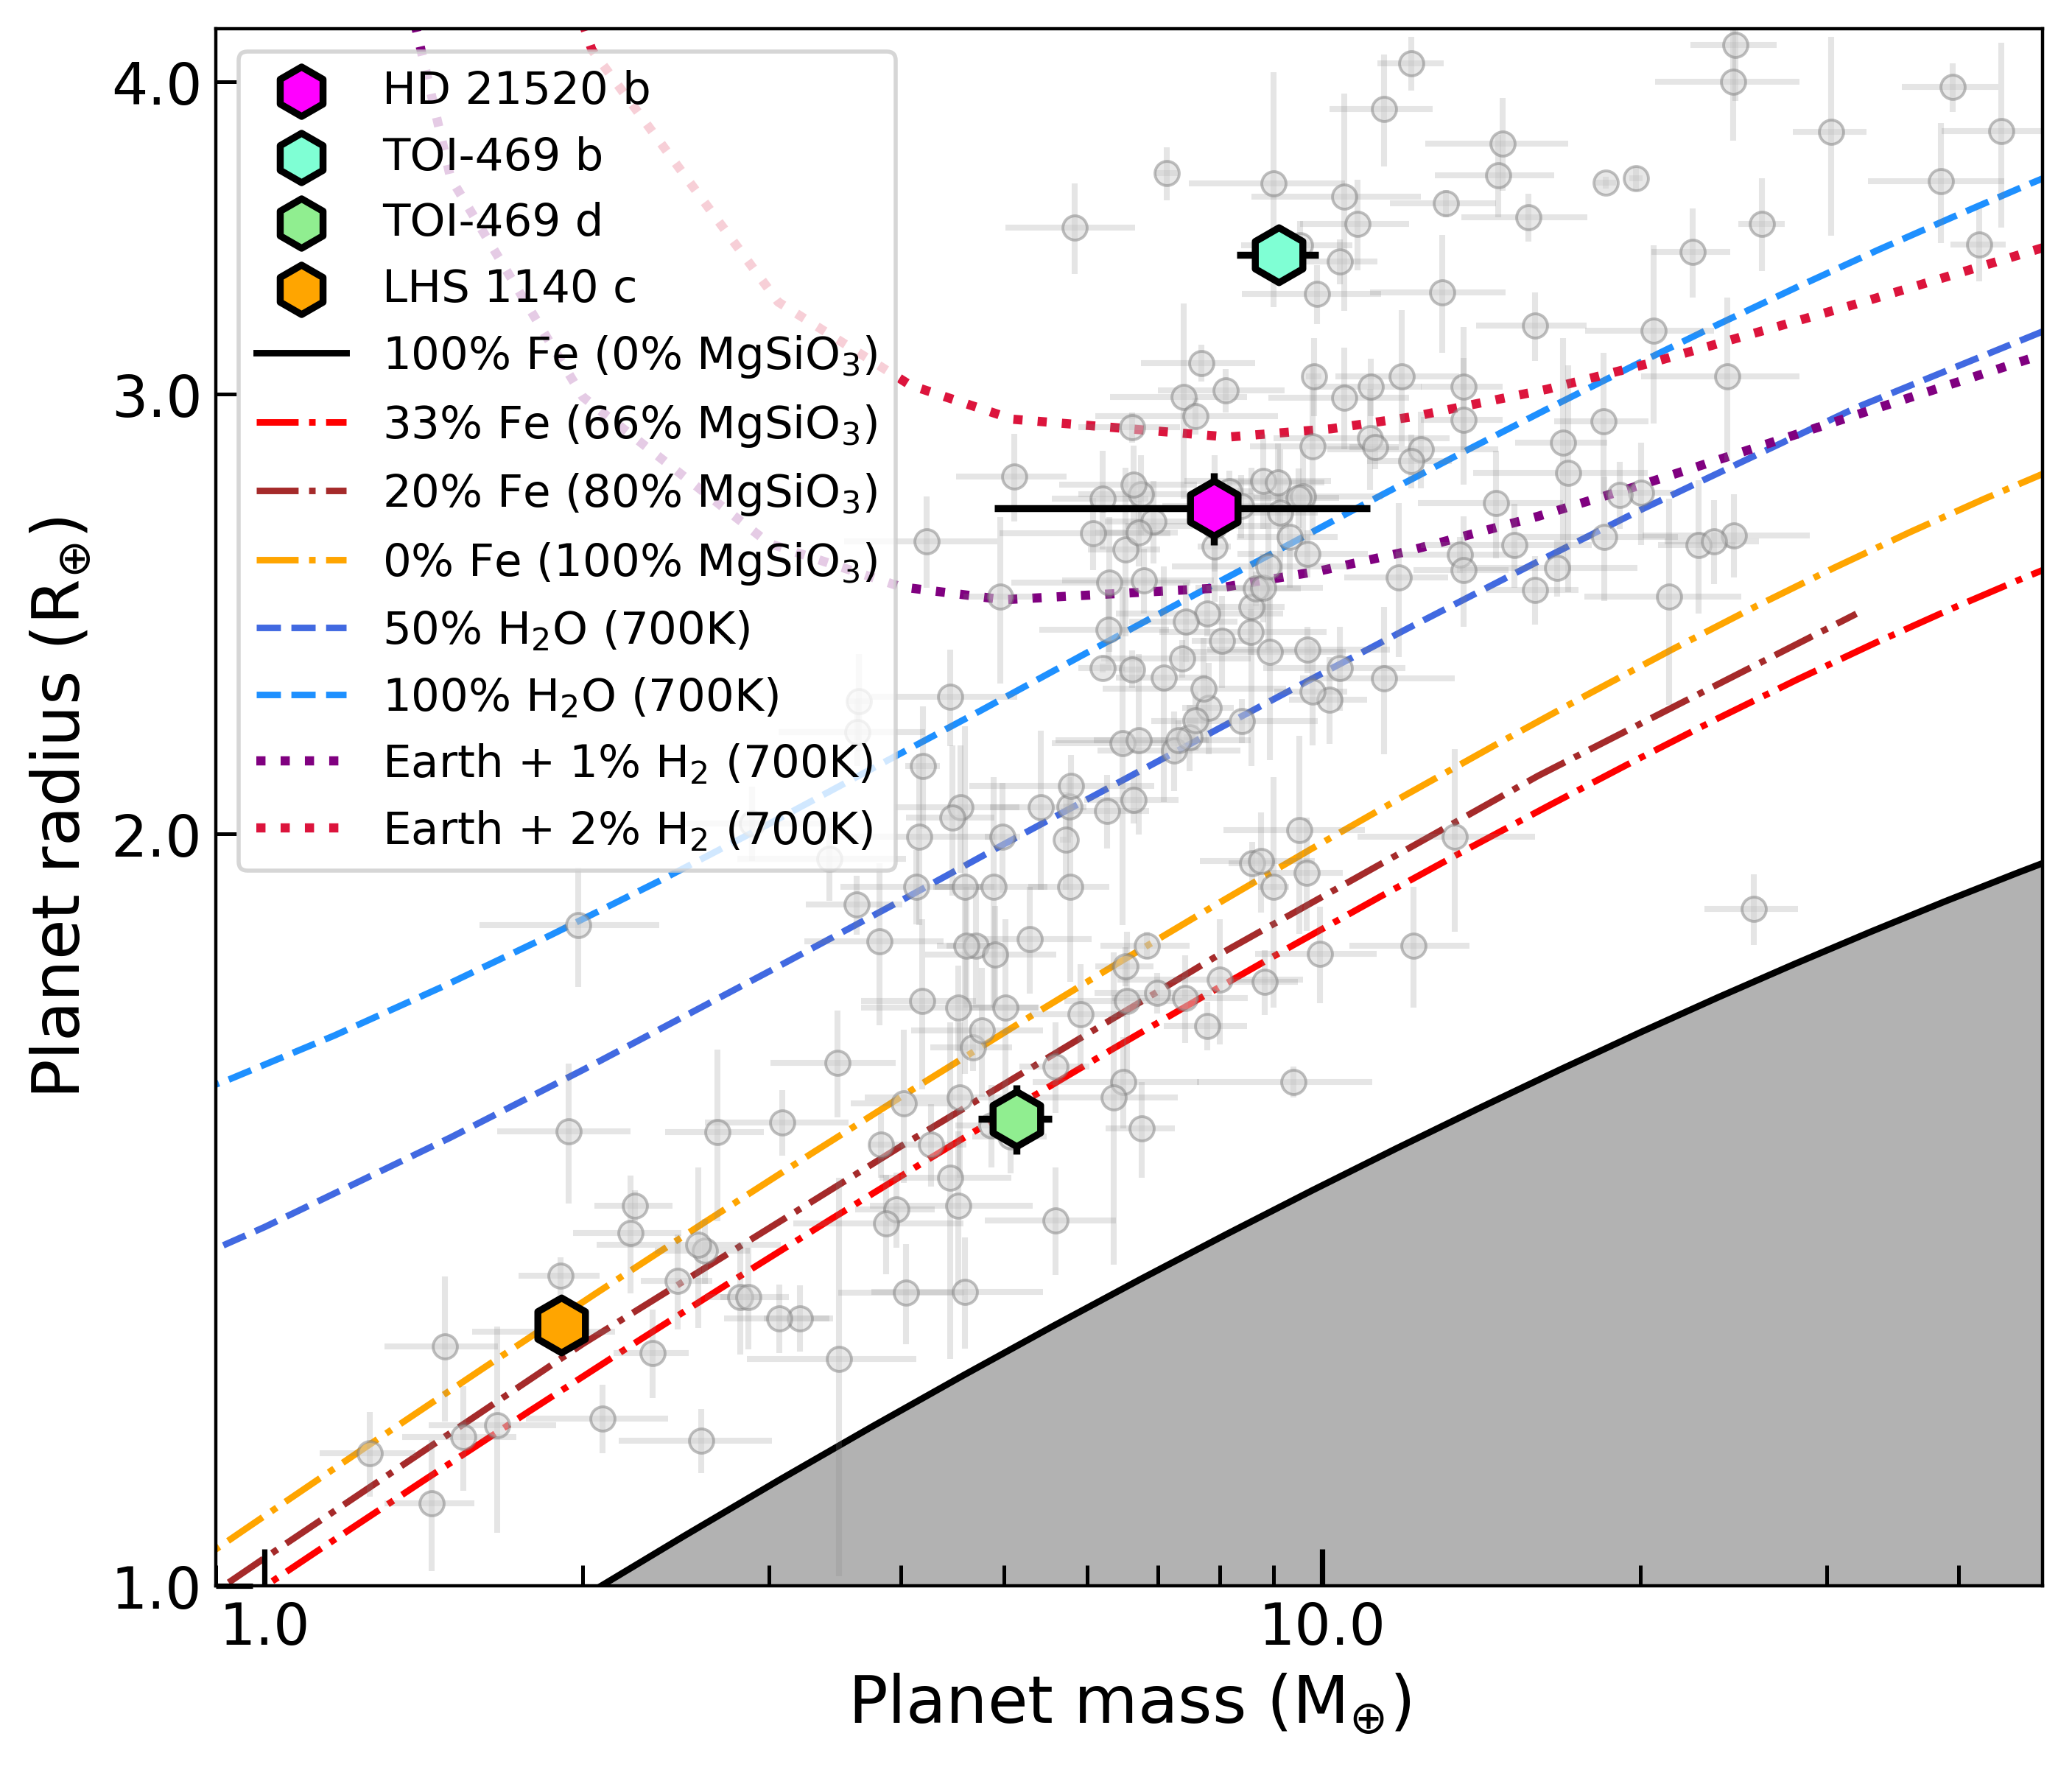 4.0
3.0
2.0
1.0
Planet radius (R⊕)
HD 21520 b
TOI-469 b
TOI-469 d
LHS 1140 c
100% Fe (0% MgSiO₃)
33% Fe (66% MgSiO₃)
20% Fe (80% MgSiO₃)
0% Fe (100% MgSiO₃)
50% H₂O (700K)
100% H₂O (700K)
Earth + 1% H₂ (700K)
Earth + 2% H₂ (700K)
1.0 10.0
Planet mass (M⊕)